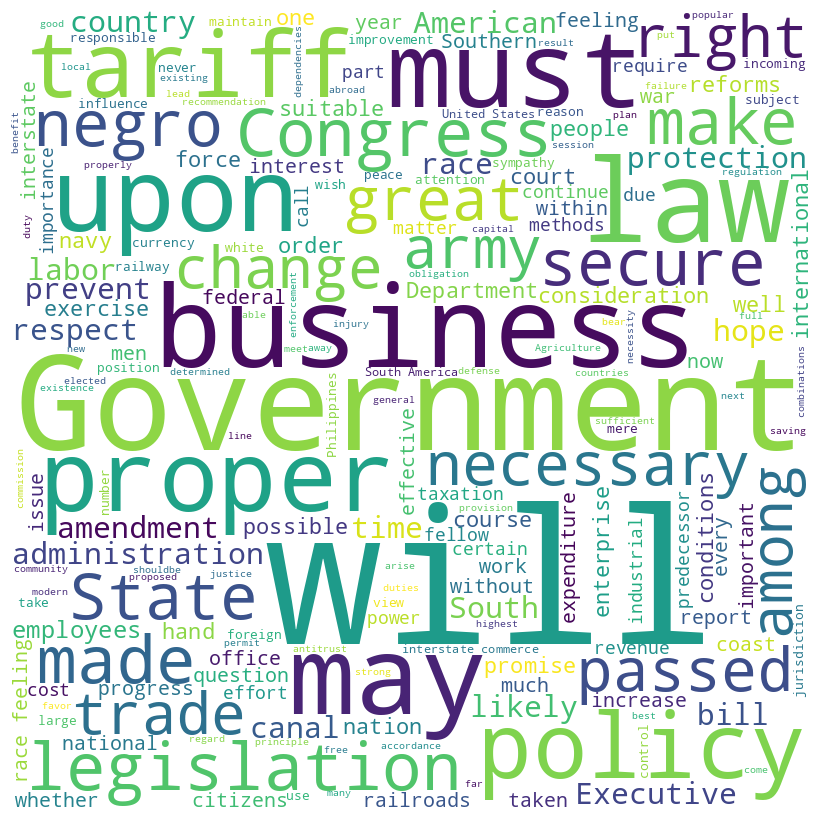 good
maintain
one
year
American
feeling
popular
country
responsible
improvement
Southern
result
put
right
tariff
must
dependencies
local
never
existing
part
abroad
require
incoming
lead
recommendation
influence
suitable
United States
reason
war
reforms
failure
plan
subject
benefit
interstate
negro
Congress
people
make
properly
force
interest
race
sympathy
session
court
protection
regulation
importance
upon
call
wish
peace
attention
continue
due
law
great
capital
within
duty
white
matter
methods
navy
currency
order
army
international
labor
railway
change
obligation
secure
prevent
federal
Department
consideration
well
exercise
able
enforcement
injury
business
respect
bear
necessity
hope
full
new
men
meet
away
Agriculture
now
combinations
position
determined
South America
defense
countries
existence
elected
Government
Philippines
general
next
line
sufficient
mere
saving
proper
effective
necessary
commission
issue
number
taxation
provision
among
amendment
possible
time
course
expenditure
enterprise
industrial
predecessor
conditions
every
important
administration
fellow
certain
community
shouldbe
proposed
justice
Will
arise
work
modern
State
duties
without
take
view
South
report
power
highest
employees
hand
foreign
permit
antitrust
interstate commerce
revenue
coast
jurisdiction
race feeling
made
office
may
promise
passed
question
strong
cost
progress
effort
much
increase
favor
trade
likely
bill
large
canal
nation
best
control
national
regard
principle
free
accordance
policy
come
legislation
far
whether
citizens
use
many
railroads
taken
Executive